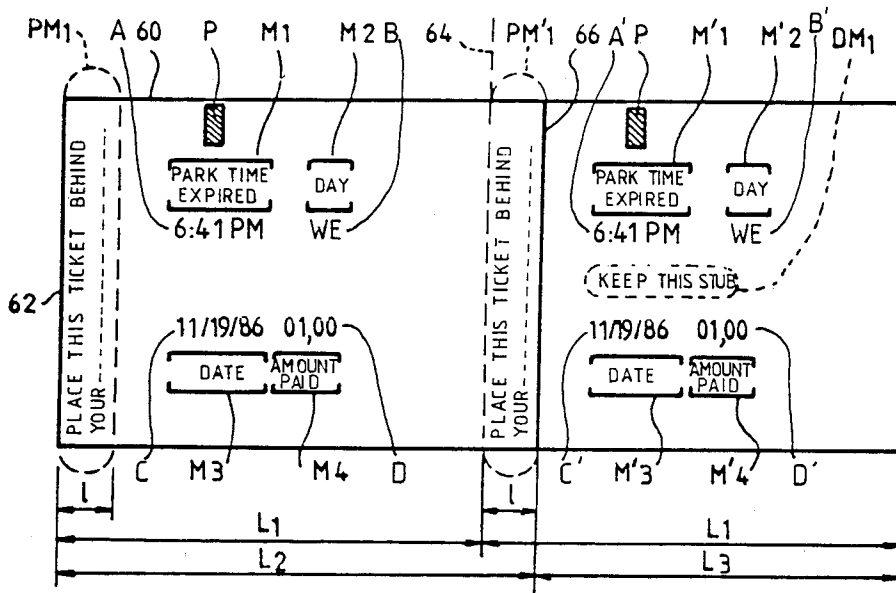 PM1 A 60 P M1 M2 B 64 PM'1 66 A' P M'1 M'2 B' DM1
PLACE THIS TICKET BEHIND
YOUR
PARK TIME
EXPIRED
DAY
6:41 PM WE
11/19/86 01,00
DATE
AMOUNT
PAID
62
PLACE THIS TICKET BEHIND
YOUR
PARK TIME
EXPIRED
DAY
6:41 PM WE
KEEP THIS STUB
11/19/86 01,00
DATE
AMOUNT
PAID
C M3 M4 D C' M'3 M'4 D'
l l
L1 L1
L2 L3